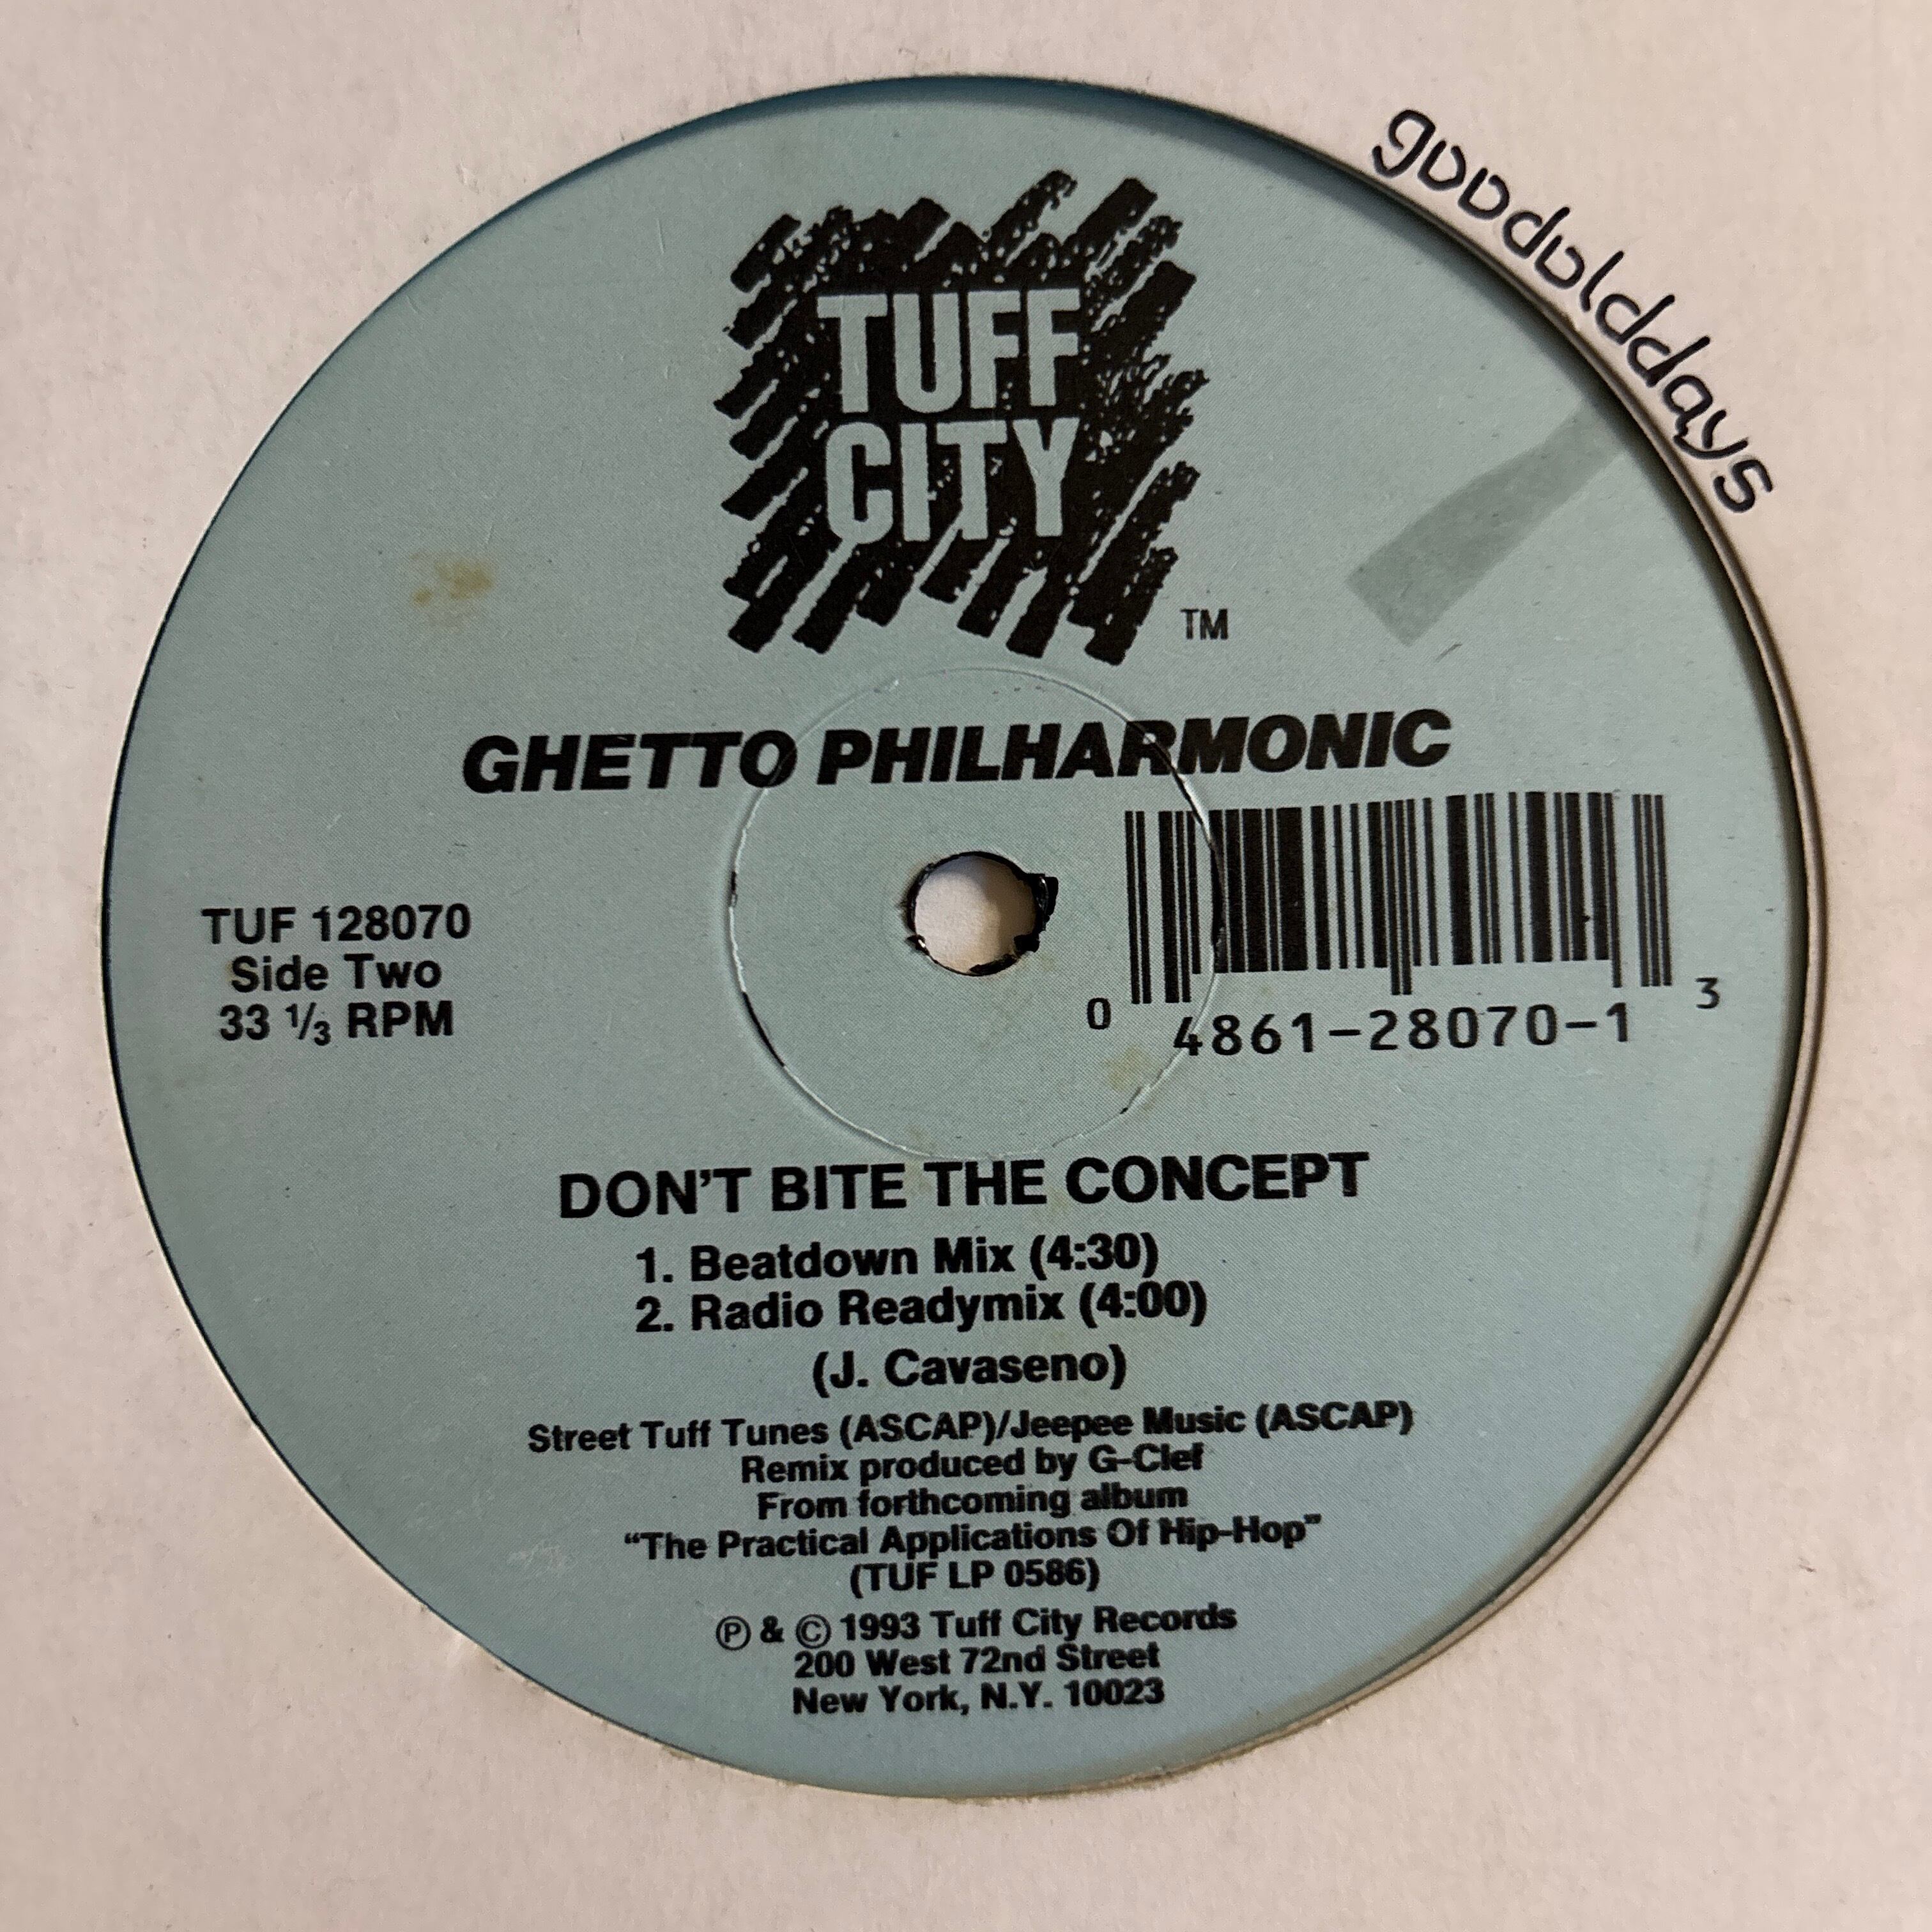 goodolddays
TUFF
CITY
TM
GHETTO PHILHARMONIC
TUF 128070
Side Two
33 ⅓ RPM
0 4861-28070-1 3
DON'T BITE THE CONCEPT
1. Beatdown Mix (4:30)
2. Radio Readymix (4:00)
(J. Cavaseno)
Street Tuff Tunes (ASCAP)/Jeepee Music (ASCAP)
Remix produced by G-Clef
From forthcoming album
“The Practical Applications Of Hip-Hop”
(TUF LP 0586)
Ⓟ & © 1993 Tuff City Records
200 West 72nd Street
New York, N.Y. 10023